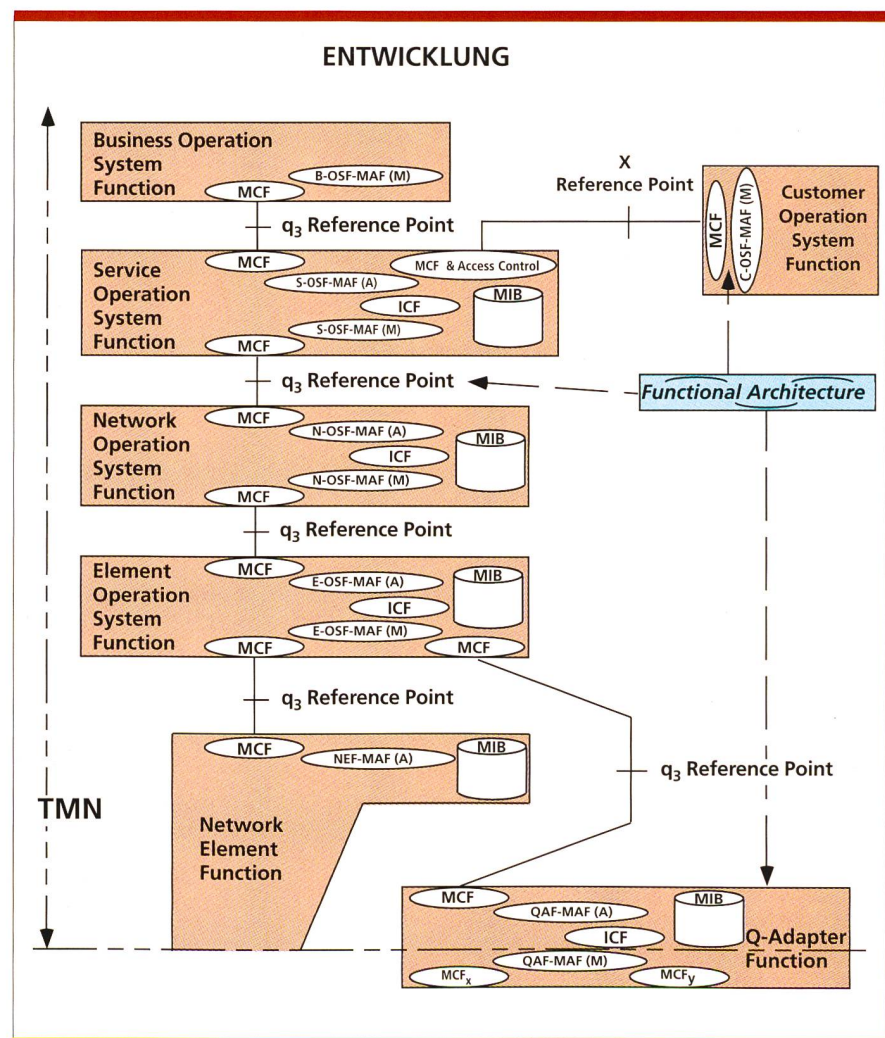 ENTWICKLUNG
Business Operation
System
Function
B-OSF-MAF (M)
MCF
q3 Reference Point
X
Reference Point
MCF
C-OSF-MAF (M)
Customer
Operation
System
Function
Service
Operation
System
Function
MCF
MCF & Access Control
S-OSF-MAF (A)
ICF
MIB
S-OSF-MAF (M)
MCF
q3 Reference Point
Functional Architecture
Network
Operation
System
Function
MCF
N-OSF-MAF (A)
ICF
MIB
N-OSF-MAF (M)
MCF
q3 Reference Point
Element
Operation
System
Function
MCF
E-OSF-MAF (A)
ICF
MIB
E-OSF-MAF (M)
MCF
MCF
q3 Reference Point
MCF
NEF-MAF (A)
MIB
q3 Reference Point
TMN
Network
Element
Function
MCF
QAF-MAF (A)
MIB
ICF
Q-Adapter
Function
QAF-MAF (M)
MCFx
MCFy